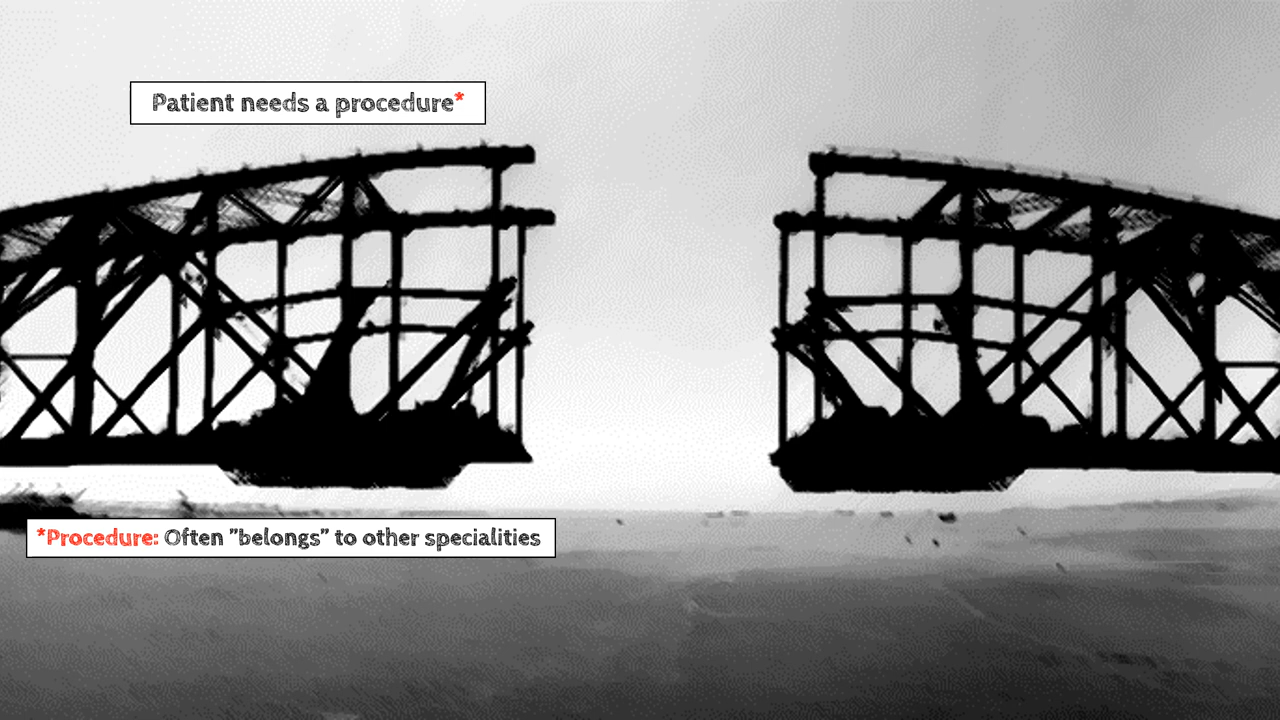 Patient needs a procedure*
*Procedure: Often "belongs" to other specialities